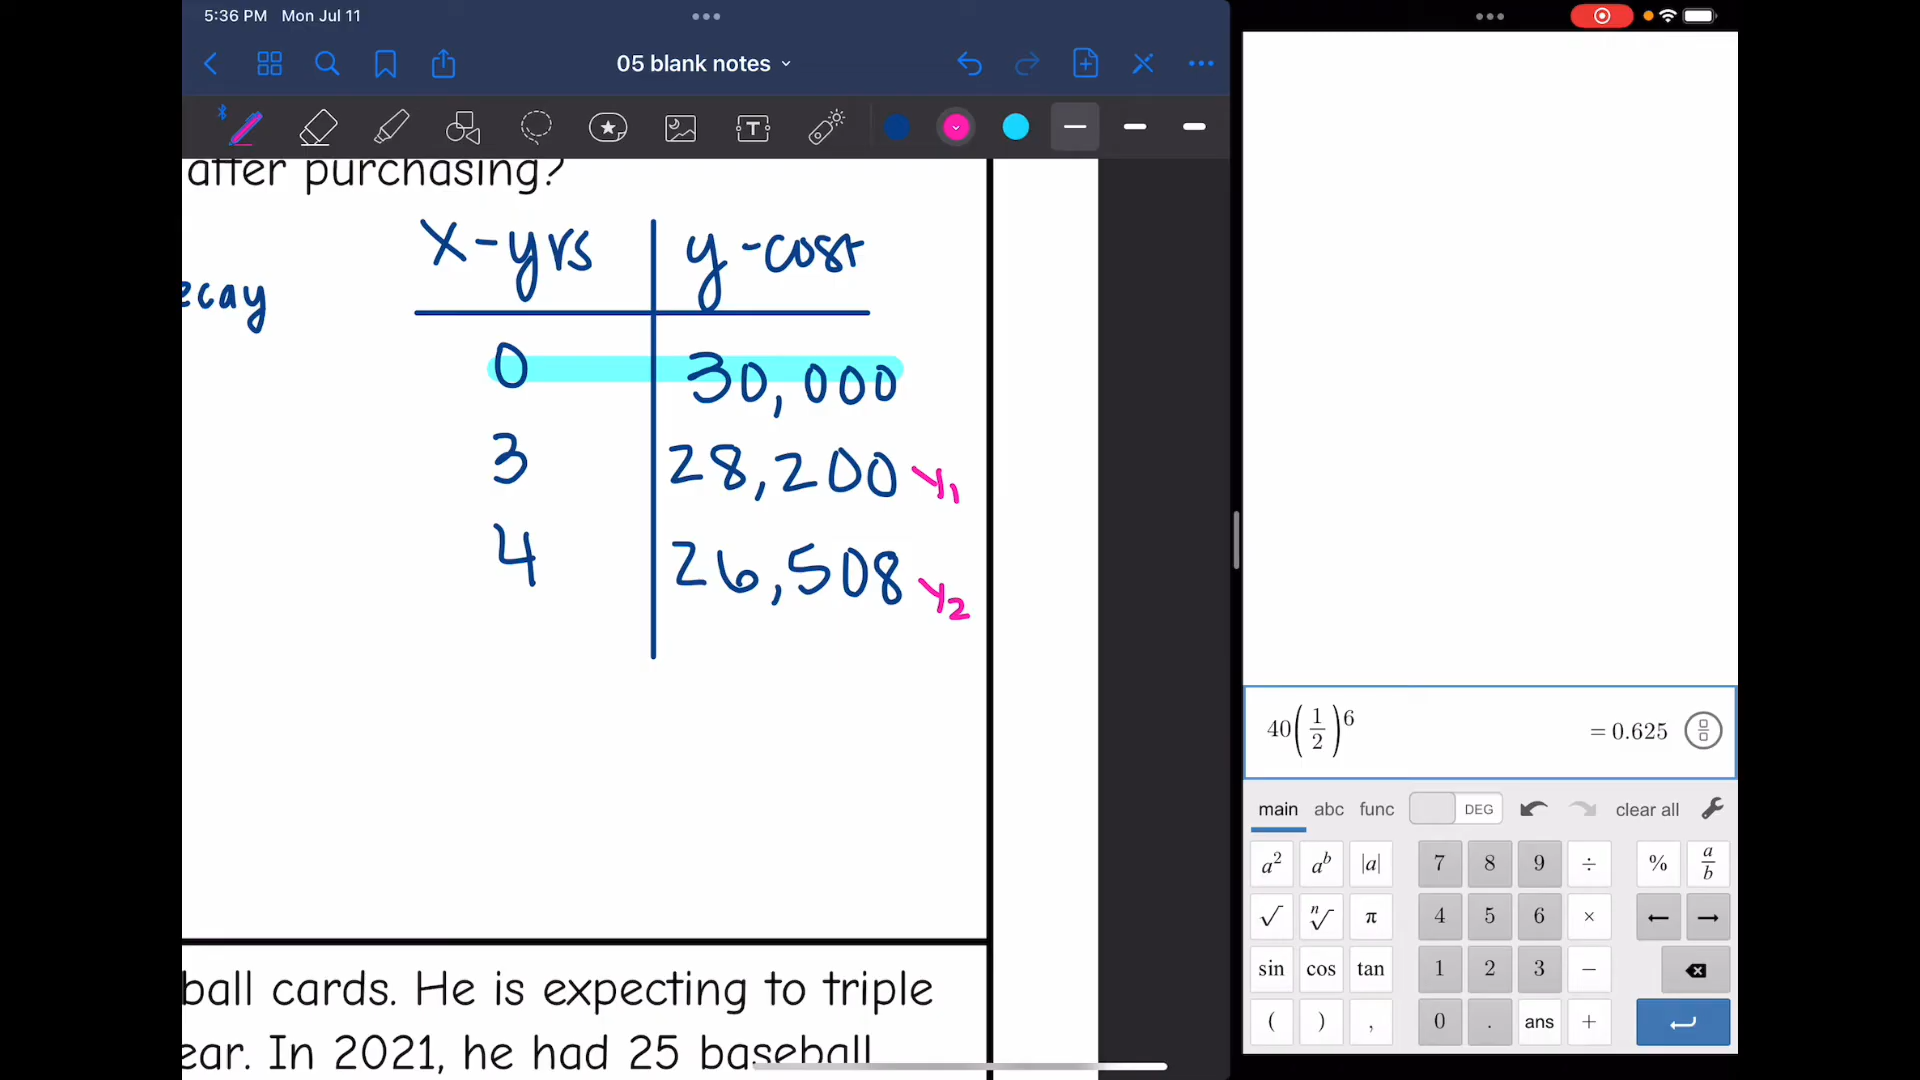 5:36 PM Mon Jul 11
05 blank notes
after purchasing?
x-yrs y-cost
ecay
0 30,000
3 28,200 y1
4 26,508 y2
ball cards. He is expecting to triple
ear. In 2021, he had 25 baseball
40(1/2)^6 = 0.625
main abc func DEG clear all
a² aᵇ |a| 7 8 9 ÷ % a/b
√ ⁿ√ π 4 5 6 × ← →
sin cos tan 1 2 3 −
( ) , 0 . ans +